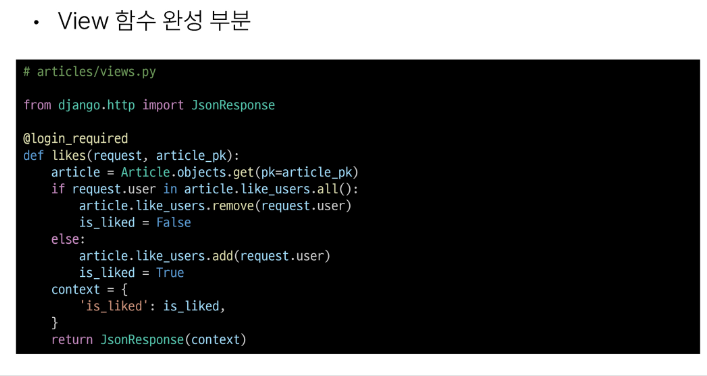 • View 함수 완성 부분
# articles/views.py
from django.http import JsonResponse
@login_required
def likes(request, article_pk):
    article = Article.objects.get(pk=article_pk)
    if request.user in article.like_users.all():
        article.like_users.remove(request.user)
        is_liked = False
    else:
        article.like_users.add(request.user)
        is_liked = True
    context = {
        'is_liked': is_liked,
    }
    return JsonResponse(context)